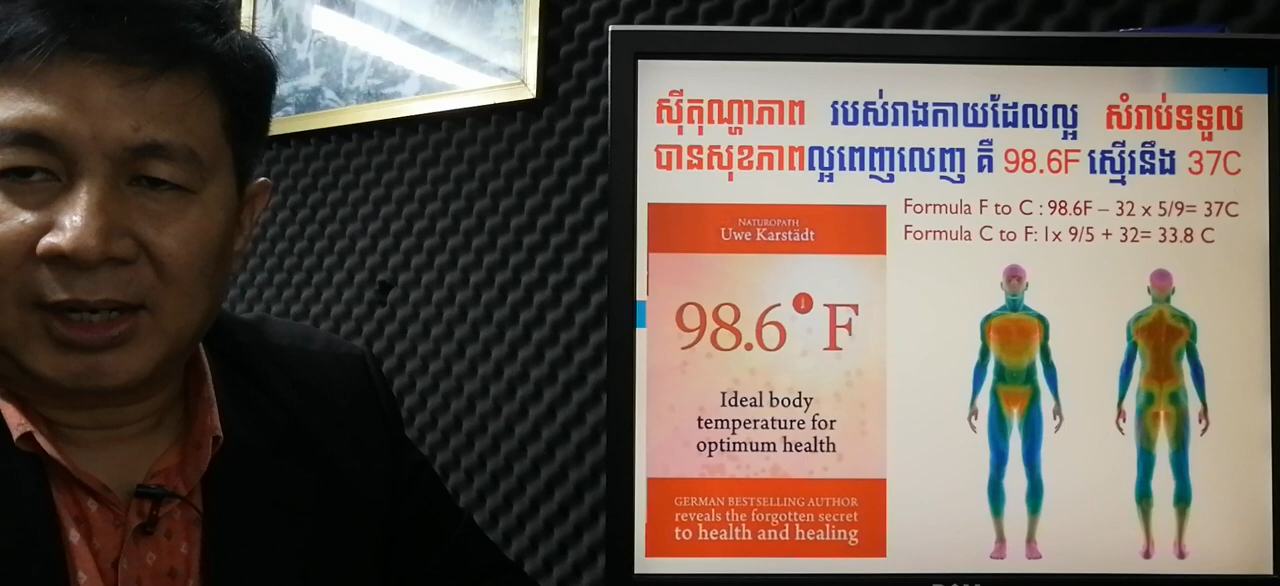 សីតុណ្ហភាព របស់រាងកាយដែលល្អ សំរាប់ទទួល
បានសុខភាពល្អពេញលេញ គឺ 98.6F ស្មើរនឹង 37C
Formula F to C : 98.6F – 32 x 5/9= 37C
Formula C to F: 1x 9/5 + 32= 33.8 C
NATUROPATH
Uwe Karstädt
98.6° F
Ideal body
temperature for
optimum health
GERMAN BESTSELLING AUTHOR
reveals the forgotten secret
to health and healing